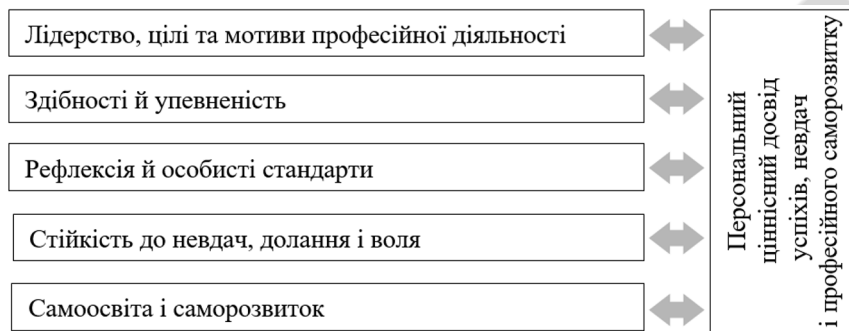 Лідерство, цілі та мотиви професійної діяльності
Здібності й упевненість
Рефлексія й особисті стандарти
Стійкість до невдач, долання і воля
Самоосвіта і саморозвиток
Персональний
ціннісний досвід
успіхів, невдач
і професійного саморозвитку